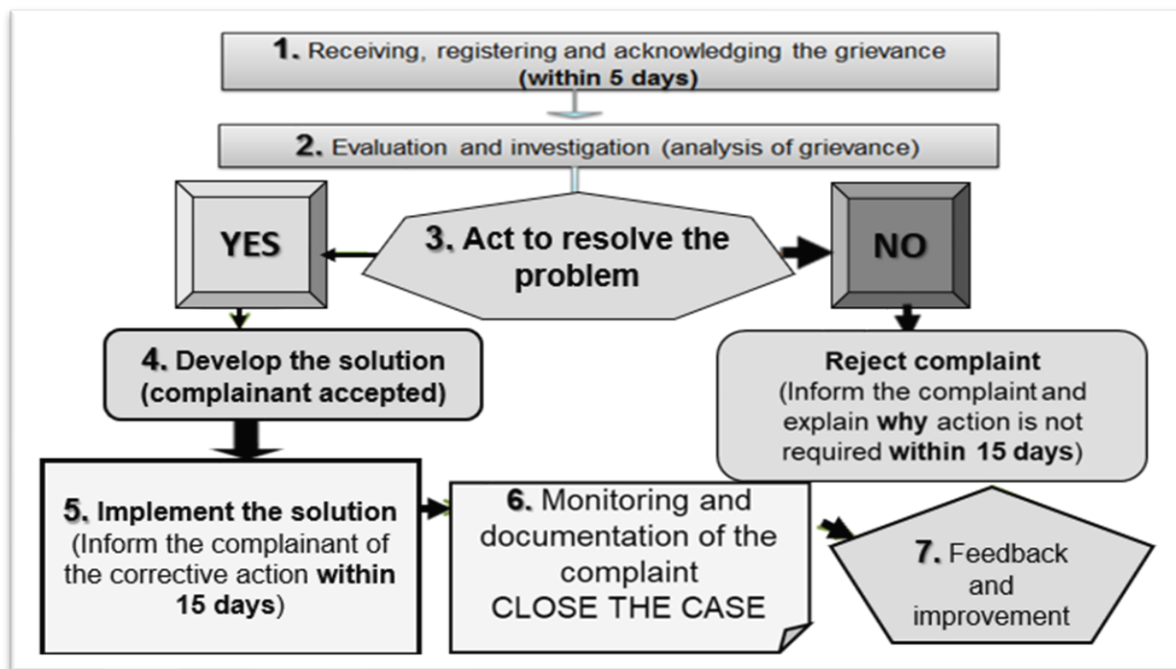 1. Receiving, registering and acknowledging the grievance
(within 5 days)
2. Evaluation and investigation (analysis of grievance)
YES
3. Act to resolve the
problem
NO
4. Develop the solution
(complainant accepted)
Reject complaint
(Inform the complaint and
explain why action is not
required within 15 days)
5. Implement the solution
(Inform the complainant of
the corrective action within
15 days)
6. Monitoring and
documentation of the
complaint
CLOSE THE CASE
7. Feedback
and
improvement